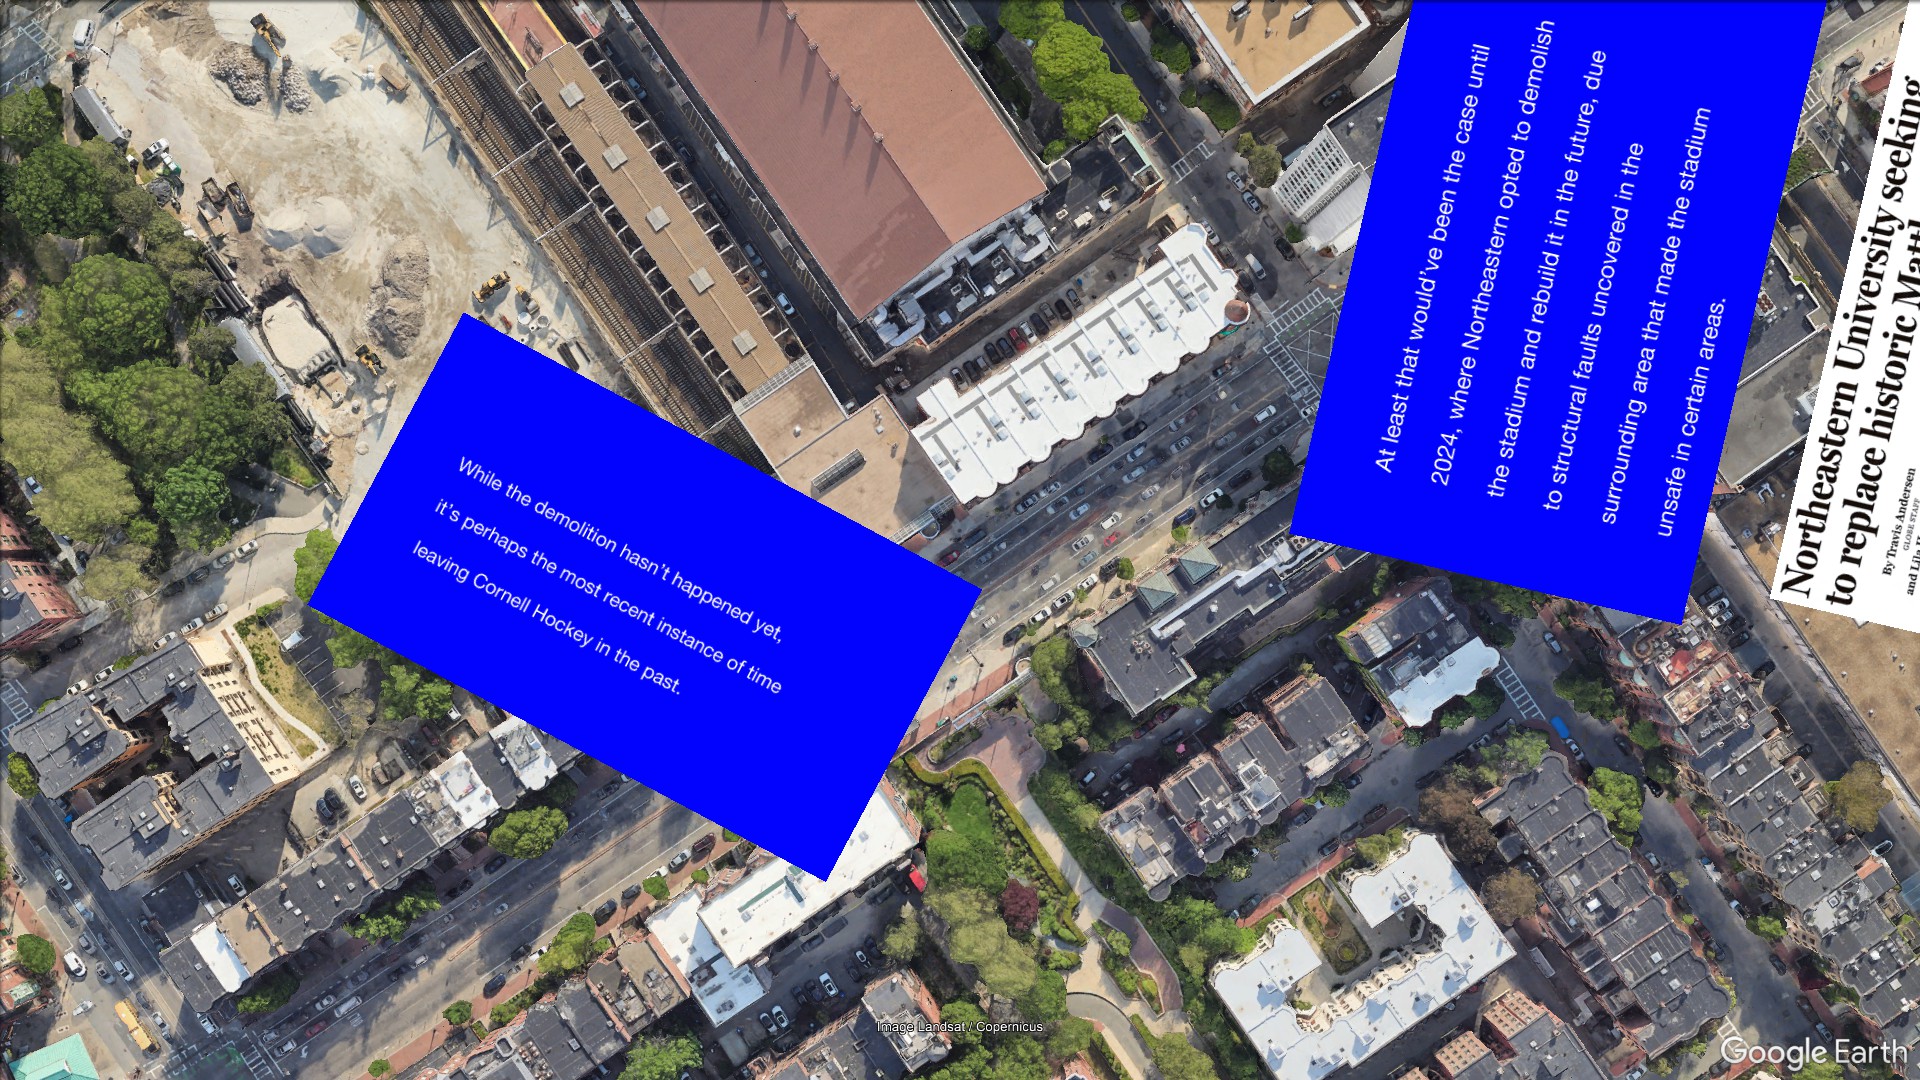 At least that would've been the case until
2024, where Northeastern opted to demolish
the stadium and rebuild it in the future, due
to structural faults uncovered in the
surrounding area that made the stadium
unsafe in certain areas.
While the demolition hasn't happened yet,
it's perhaps the most recent instance of time
leaving Cornell Hockey in the past.
Northeastern University seeking
to replace historic
By Travis Andersen
GLOBE STAFF
and
Image Landsat / Copernicus
Google Earth